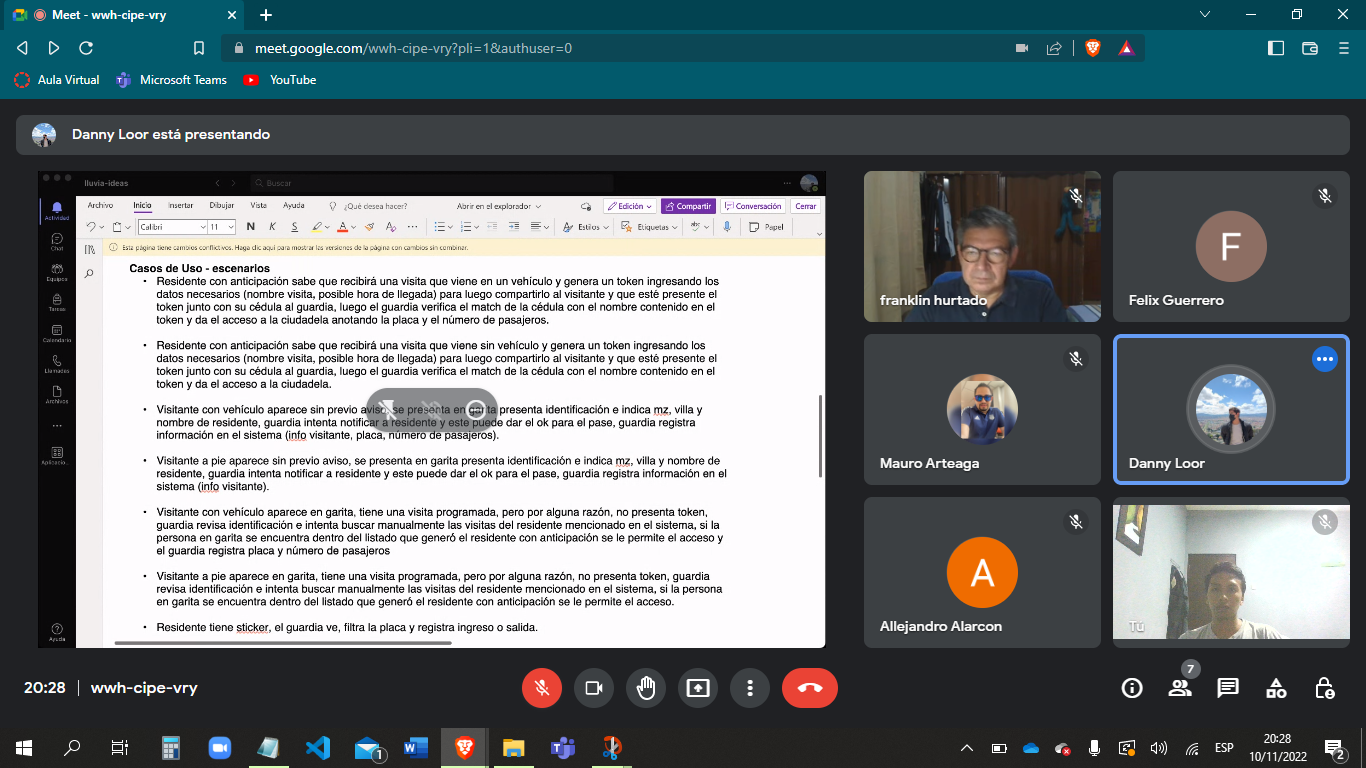 Meet - wwh-cipe-vry
meet.google.com/wwh-cipe-vry?pli=1&authuser=0
Aula Virtual
Microsoft Teams
YouTube
Danny Loor está presentando
lluvia-ideas
Buscar
Archivo Inicio Insertar Dibujar Vista Ayuda ¿Qué desea hacer? Abrir en el explorador Edición Compartir Conversación Cerrar
Calibri 11 N K S Estilos Etiquetas Papel
Esta página tiene cambios conflictivos. Haga clic aquí para mostrar las versiones de la página con cambios sin combinar.
Actividad
Chat
Equipos
Tareas
Calendario
Llamadas
Archivos
Aplicacio...
Ayuda
Casos de Uso - escenarios
• Residente con anticipación sabe que recibirá una visita que viene en un vehículo y genera un token ingresando los
datos necesarios (nombre visita, posible hora de llegada) para luego compartirlo al visitante y que esté presente el
token junto con su cédula al guardia, luego el guardia verifica el match de la cédula con el nombre contenido en el
token y da el acceso a la ciudadela anotando la placa y el número de pasajeros.
• Residente con anticipación sabe que recibirá una visita que viene sin vehículo y genera un token ingresando los
datos necesarios (nombre visita, posible hora de llegada) para luego compartirlo al visitante y que esté presente el
token junto con su cédula al guardia, luego el guardia verifica el match de la cédula con el nombre contenido en el
token y da el acceso a la ciudadela.
• Visitante con vehículo aparece sin previo aviso, se presenta en garita presenta identificación e indica mz, villa y
nombre de residente, guardia intenta notificar a residente y este puede dar el ok para el pase, guardia registra
información en el sistema (info visitante, placa, número de pasajeros).
• Visitante a pie aparece sin previo aviso, se presenta en garita presenta identificación e indica mz, villa y nombre de
residente, guardia intenta notificar a residente y este puede dar el ok para el pase, guardia registra información en el
sistema (info visitante).
• Visitante con vehículo aparece en garita, tiene una visita programada, pero por alguna razón, no presenta token,
guardia revisa identificación e intenta buscar manualmente las visitas del residente mencionado en el sistema, si la
persona en garita se encuentra dentro del listado que generó el residente con anticipación se le permite el acceso y
el guardia registra placa y número de pasajeros
• Visitante a pie aparece en garita, tiene una visita programada, pero por alguna razón, no presenta token, guardia
revisa identificación e intenta buscar manualmente las visitas del residente mencionado en el sistema, si la persona
en garita se encuentra dentro del listado que generó el residente con anticipación se le permite el acceso.
• Residente tiene sticker, el guardia ve, filtra la placa y registra ingreso o salida.
franklin hurtado
F
Felix Guerrero
Mauro Arteaga
Danny Loor
A
Allejandro Alarcon
Tú
20:28 | wwh-cipe-vry
7
1
ESP
20:28
10/11/2022
2